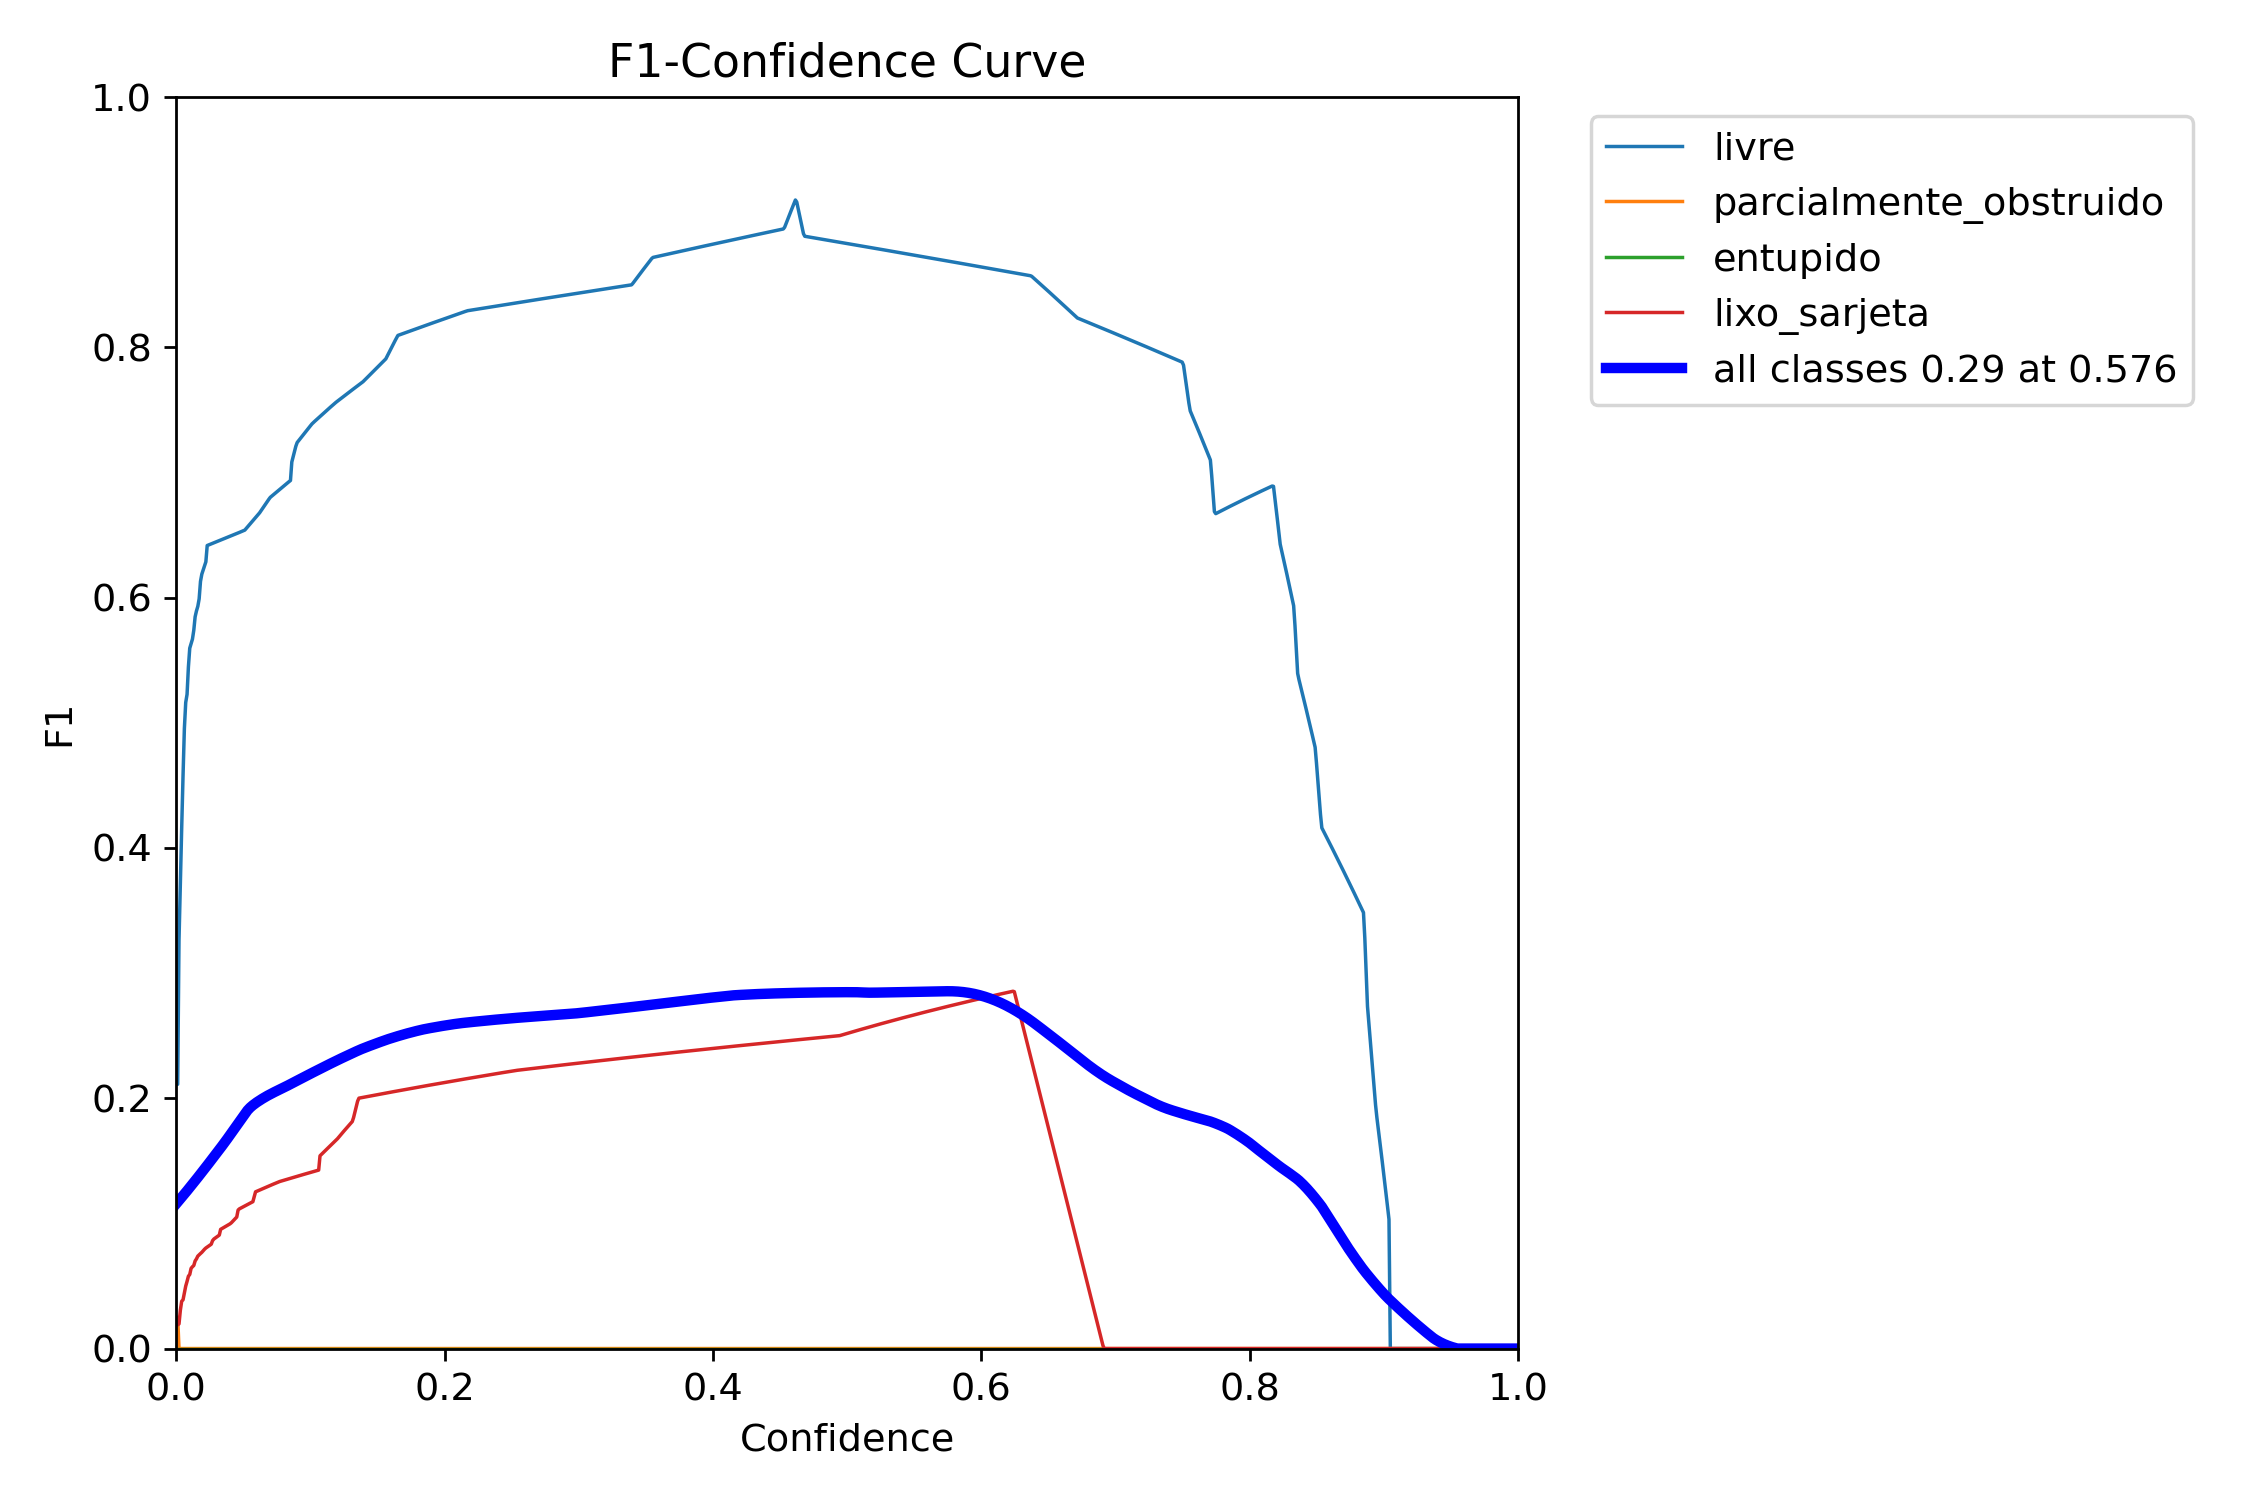 F1-Confidence Curve
1.0
0.8
0.6
0.4
0.2
0.0
F1
0.0 0.2 0.4 0.6 0.8 1.0
Confidence
livre
parcialmente_obstruido
entupido
lixo_sarjeta
all classes 0.29 at 0.576